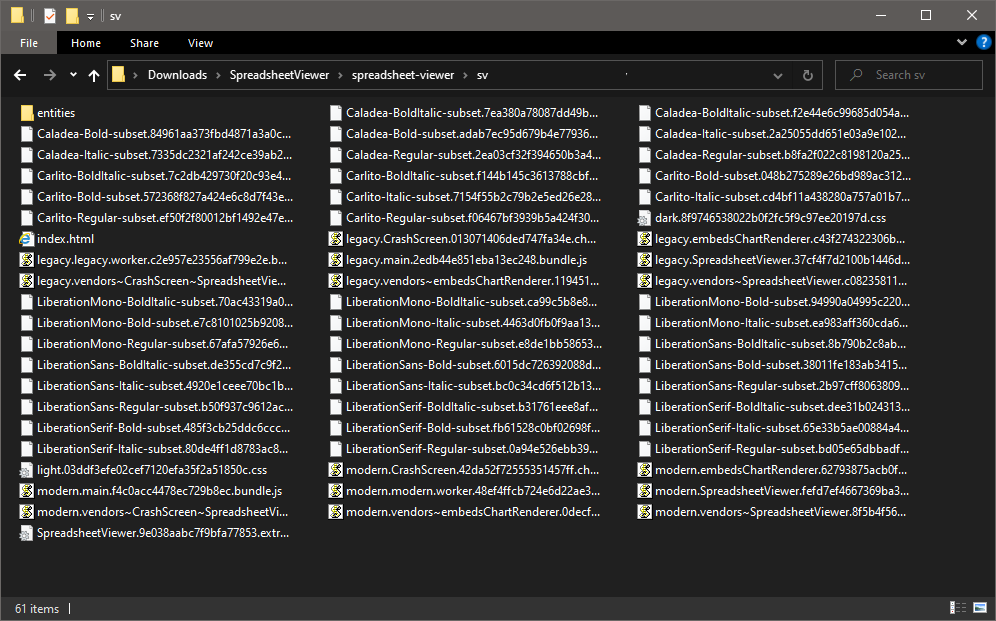 sv
File Home Share View
Downloads SpreadsheetViewer spreadsheet-viewer sv Search sv
entities Caladea-BoldItalic-subset.7ea380a78087dd49b... Caladea-BoldItalic-subset.f2e44e6c99685d054a...
Caladea-Bold-subset.84961aa373fbd4871a3a0c... Caladea-Bold-subset.adab7ec95d679b4e77936... Caladea-Italic-subset.2a25055dd651e03a9e102...
Caladea-Italic-subset.7335dc2321af242ce39ab2... Caladea-Regular-subset.2ea03cf32f394650b3a4... Caladea-Regular-subset.b8fa2f022c8198120a25...
Carlito-BoldItalic-subset.7c2db429730f20c93e4... Carlito-BoldItalic-subset.f144b145c3613788cbf... Carlito-Bold-subset.048b275289e26bd989ac312...
Carlito-Bold-subset.572368f827a424e6c8d7f43e... Carlito-Italic-subset.7154f55b2c79b2e5ed26e28... Carlito-Italic-subset.cd4bf11a438280a757a01b7...
Carlito-Regular-subset.ef50f2f80012bf1492e47e... Carlito-Regular-subset.f06467bf3939b5a424f30... dark.8f9746538022b0f2fc5f9c97ee20197d.css
index.html legacy.CrashScreen.013071406ded747fa34e.ch... legacy.embedsChartRenderer.c43f274322306b...
legacy.legacy.worker.c2e957e23556af799e2e.b... legacy.main.2edb44e851eba13ec248.bundle.js legacy.SpreadsheetViewer.37cf4f7d2100b1446d...
legacy.vendors~CrashScreen~SpreadsheetVie... legacy.vendors~embedsChartRenderer.119451... legacy.vendors~SpreadsheetViewer.c08235811...
LiberationMono-BoldItalic-subset.70ac43319a0... LiberationMono-BoldItalic-subset.ca99c5b8e8... LiberationMono-Bold-subset.94990a04995c220...
LiberationMono-Bold-subset.e7c8101025b9208... LiberationMono-Italic-subset.4463d0fb0f9aa13... LiberationMono-Italic-subset.ea983aff360cda6...
LiberationMono-Regular-subset.67afa57926e6... LiberationMono-Regular-subset.e8de1bb58653... LiberationSans-BoldItalic-subset.8b790b2c8ab...
LiberationSans-BoldItalic-subset.de355cd7c9f2... LiberationSans-Bold-subset.6015dc726392088d... LiberationSans-Bold-subset.38011fe183ab3415...
LiberationSans-Italic-subset.4920e1ceee70bc1b... LiberationSans-Italic-subset.bc0c34cd6f512b13... LiberationSans-Regular-subset.2b97cff8063809...
LiberationSans-Regular-subset.b50f937c9612ac... LiberationSerif-BoldItalic-subset.b31761eee8af... LiberationSerif-BoldItalic-subset.dee31b024313...
LiberationSerif-Bold-subset.485f3cb25ddc6ccc... LiberationSerif-Bold-subset.fb61528c0bf02698f... LiberationSerif-Italic-subset.65e33b5ae00884a4...
LiberationSerif-Italic-subset.80de4ff1d8783ac8... LiberationSerif-Regular-subset.0a94e526ebb39... LiberationSerif-Regular-subset.bd05e65dbbadf...
light.03ddf3efe02cef7120efa35f2a51850c.css modern.CrashScreen.42da52f72555351457ff.ch... modern.embedsChartRenderer.62793875acb0f...
modern.main.f4c0acc4478ec729b8ec.bundle.js modern.modern.worker.48ef4ffcb724e6d22ae3... modern.SpreadsheetViewer.fefd7ef4667369ba3...
modern.vendors~CrashScreen~SpreadsheetVi... modern.vendors~embedsChartRenderer.0decf... modern.vendors~SpreadsheetViewer.8f5b4f56...
SpreadsheetViewer.9e038aabc7f9bfa77853.extr...
61 items